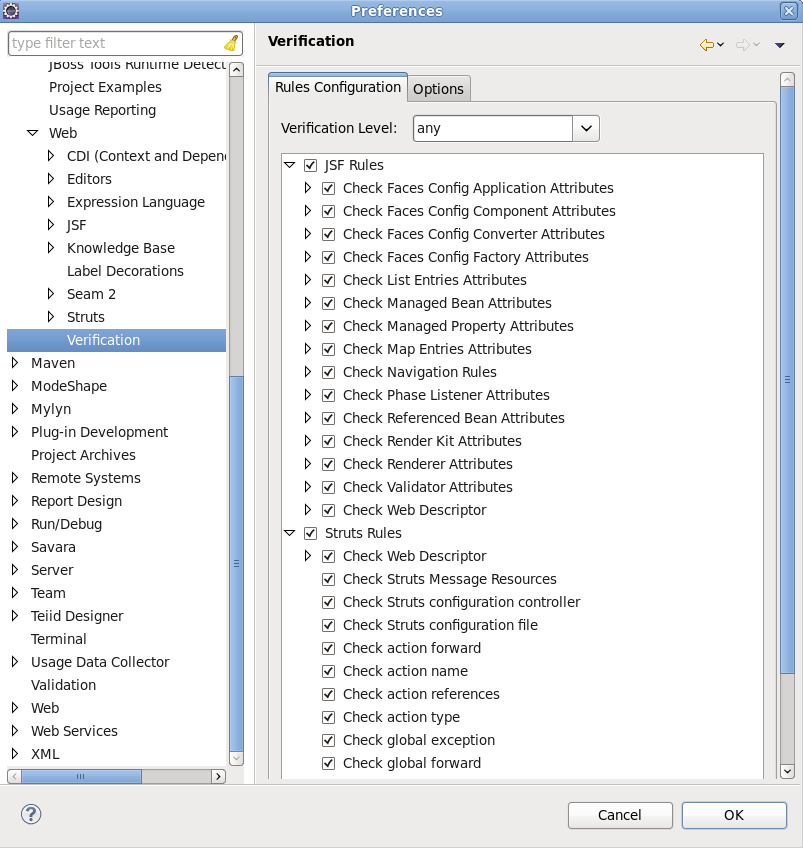 Preferences
type filter text
JBoss Tools Runtime Detect
Project Examples
Usage Reporting
Web
CDI (Context and Depen
Editors
Expression Language
JSF
Knowledge Base
Label Decorations
Seam 2
Struts
Verification
Maven
ModeShape
Mylyn
Plug-in Development
Project Archives
Remote Systems
Report Design
Run/Debug
Savara
Server
Team
Teiid Designer
Terminal
Usage Data Collector
Validation
Web
Web Services
XML
Verification
Rules Configuration
Options
Verification Level: any
JSF Rules
Check Faces Config Application Attributes
Check Faces Config Component Attributes
Check Faces Config Converter Attributes
Check Faces Config Factory Attributes
Check List Entries Attributes
Check Managed Bean Attributes
Check Managed Property Attributes
Check Map Entries Attributes
Check Navigation Rules
Check Phase Listener Attributes
Check Referenced Bean Attributes
Check Render Kit Attributes
Check Renderer Attributes
Check Validator Attributes
Check Web Descriptor
Struts Rules
Check Web Descriptor
Check Struts Message Resources
Check Struts configuration controller
Check Struts configuration file
Check action forward
Check action name
Check action references
Check action type
Check global exception
Check global forward
?
Cancel
OK